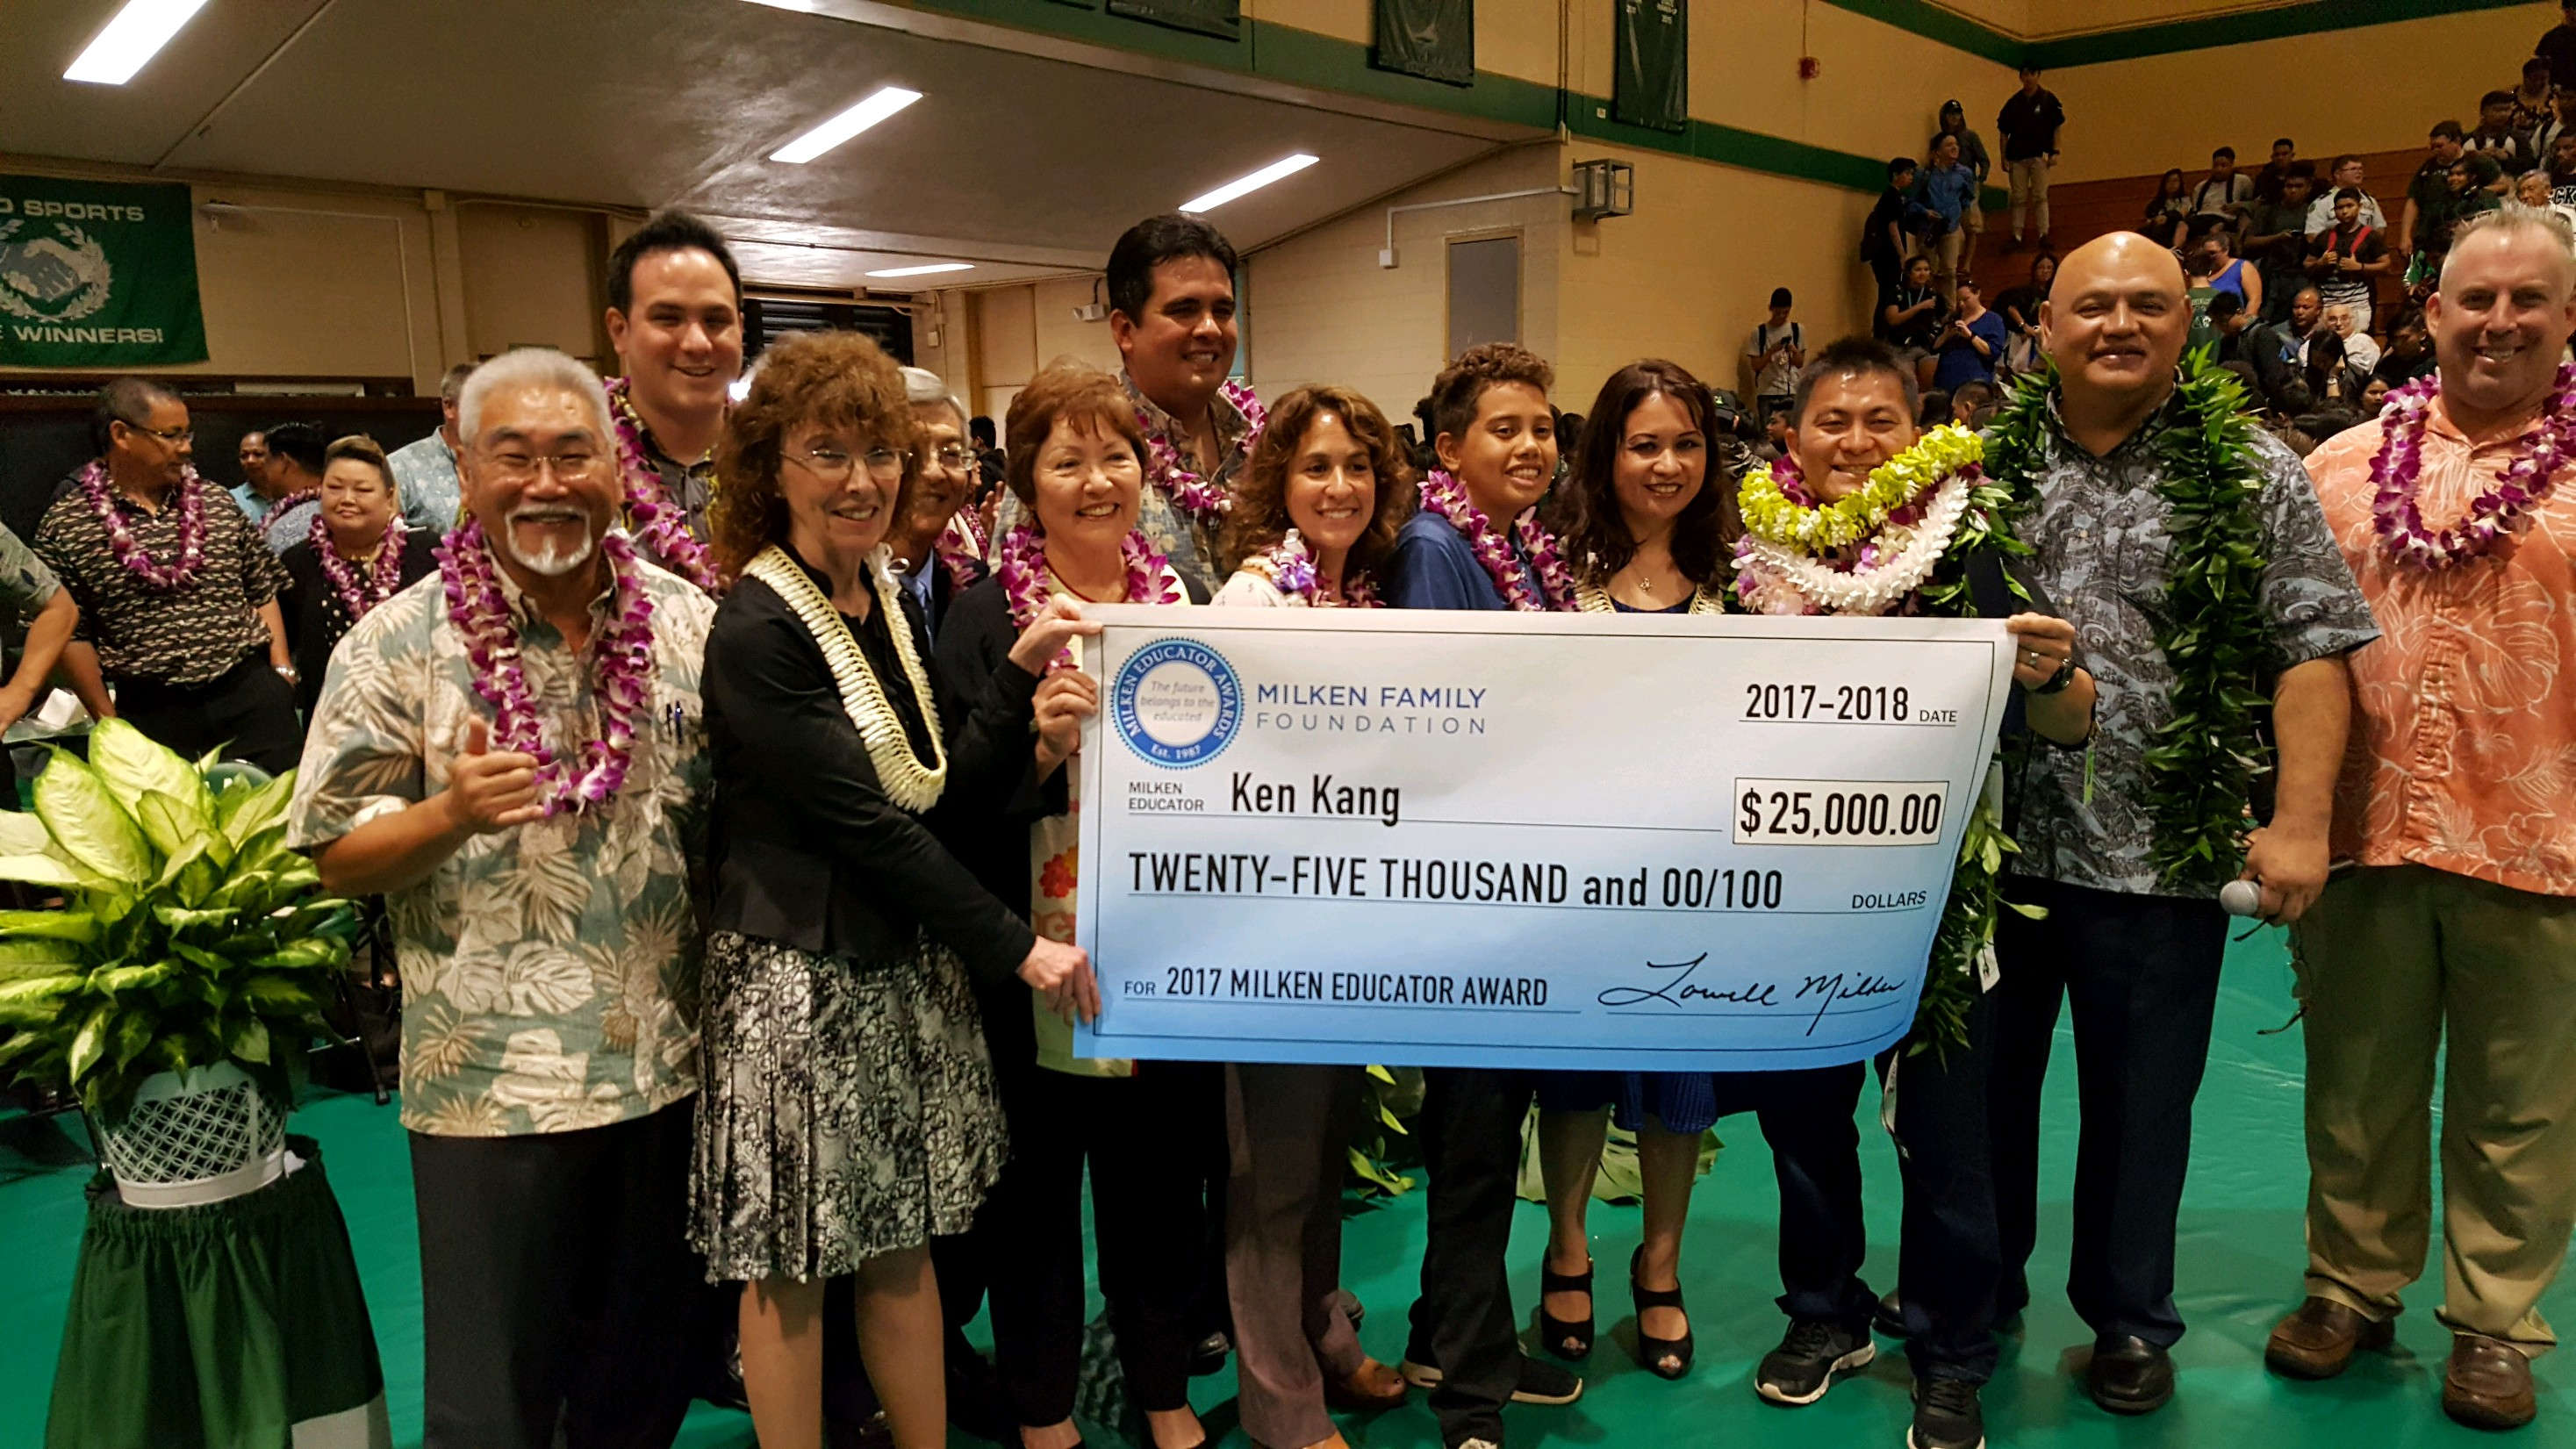 O SPORTS
E WINNERS!
MILKEN EDUCATOR AWARDS
The future
belongs to the
educated
Est. 1987
MILKEN FAMILY
FOUNDATION
2017-2018 DATE
MILKEN
EDUCATOR
Ken Kang
$25,000.00
TWENTY-FIVE THOUSAND and 00/100 DOLLARS
FOR 2017 MILKEN EDUCATOR AWARD
Lowell Milken